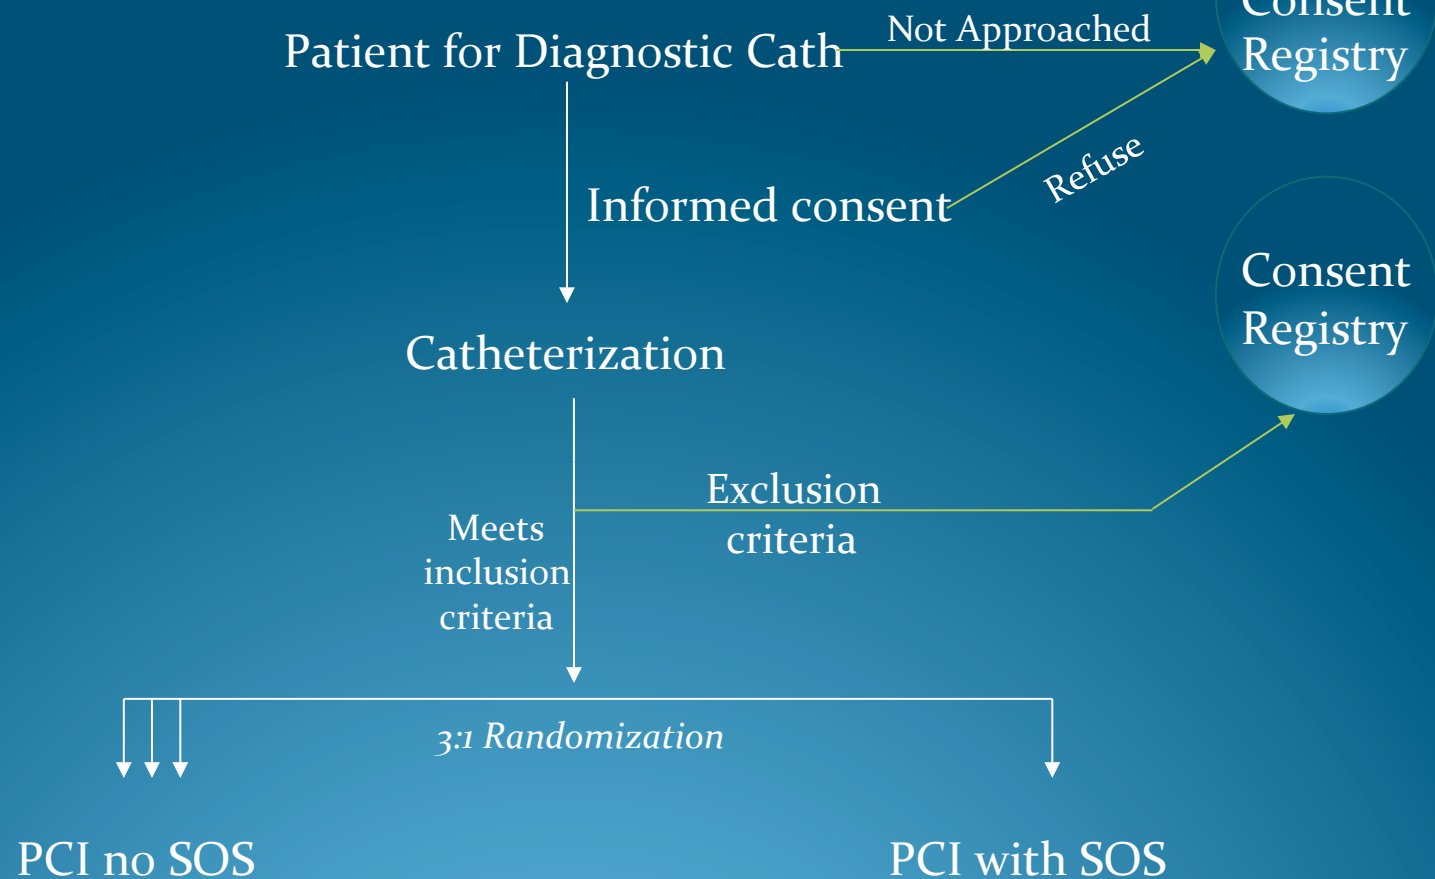 Consent
Registry
Not Approached
Patient for Diagnostic Cath
Refuse
Informed consent
Consent
Registry
Catheterization
Exclusion
criteria
Meets
inclusion
criteria
3:1 Randomization
PCI no SOS
PCI with SOS